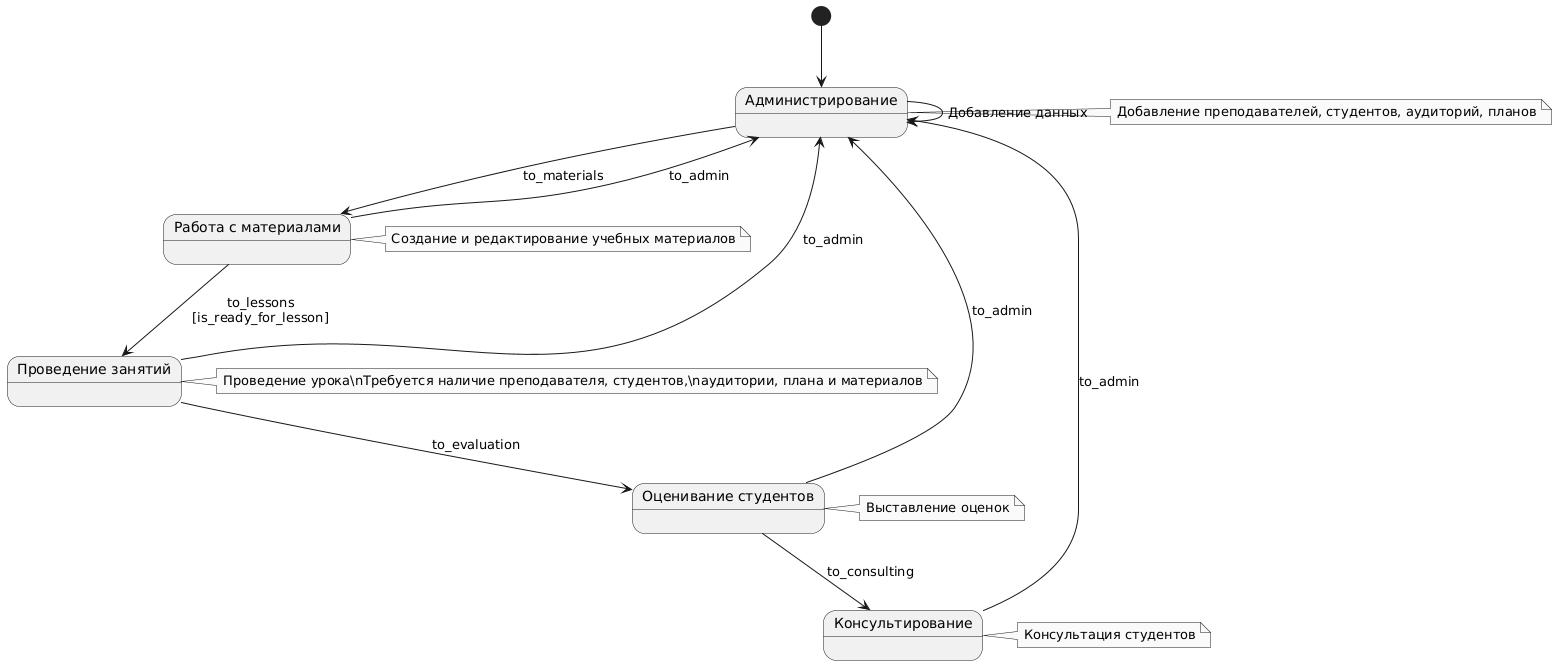 Администрирование
Добавление данных
Добавление преподавателей, студентов, аудиторий, планов
to_materials
to_admin
Работа с материалами
Создание и редактирование учебных материалов
to_admin
to_lessons
[is_ready_for_lesson]
to_admin
Проведение занятий
Проведение урока\nТребуется наличие преподавателя, студентов,\nаудитории, плана и материалов
to_admin
to_evaluation
Оценивание студентов
Выставление оценок
to_consulting
Консультирование
Консультация студентов